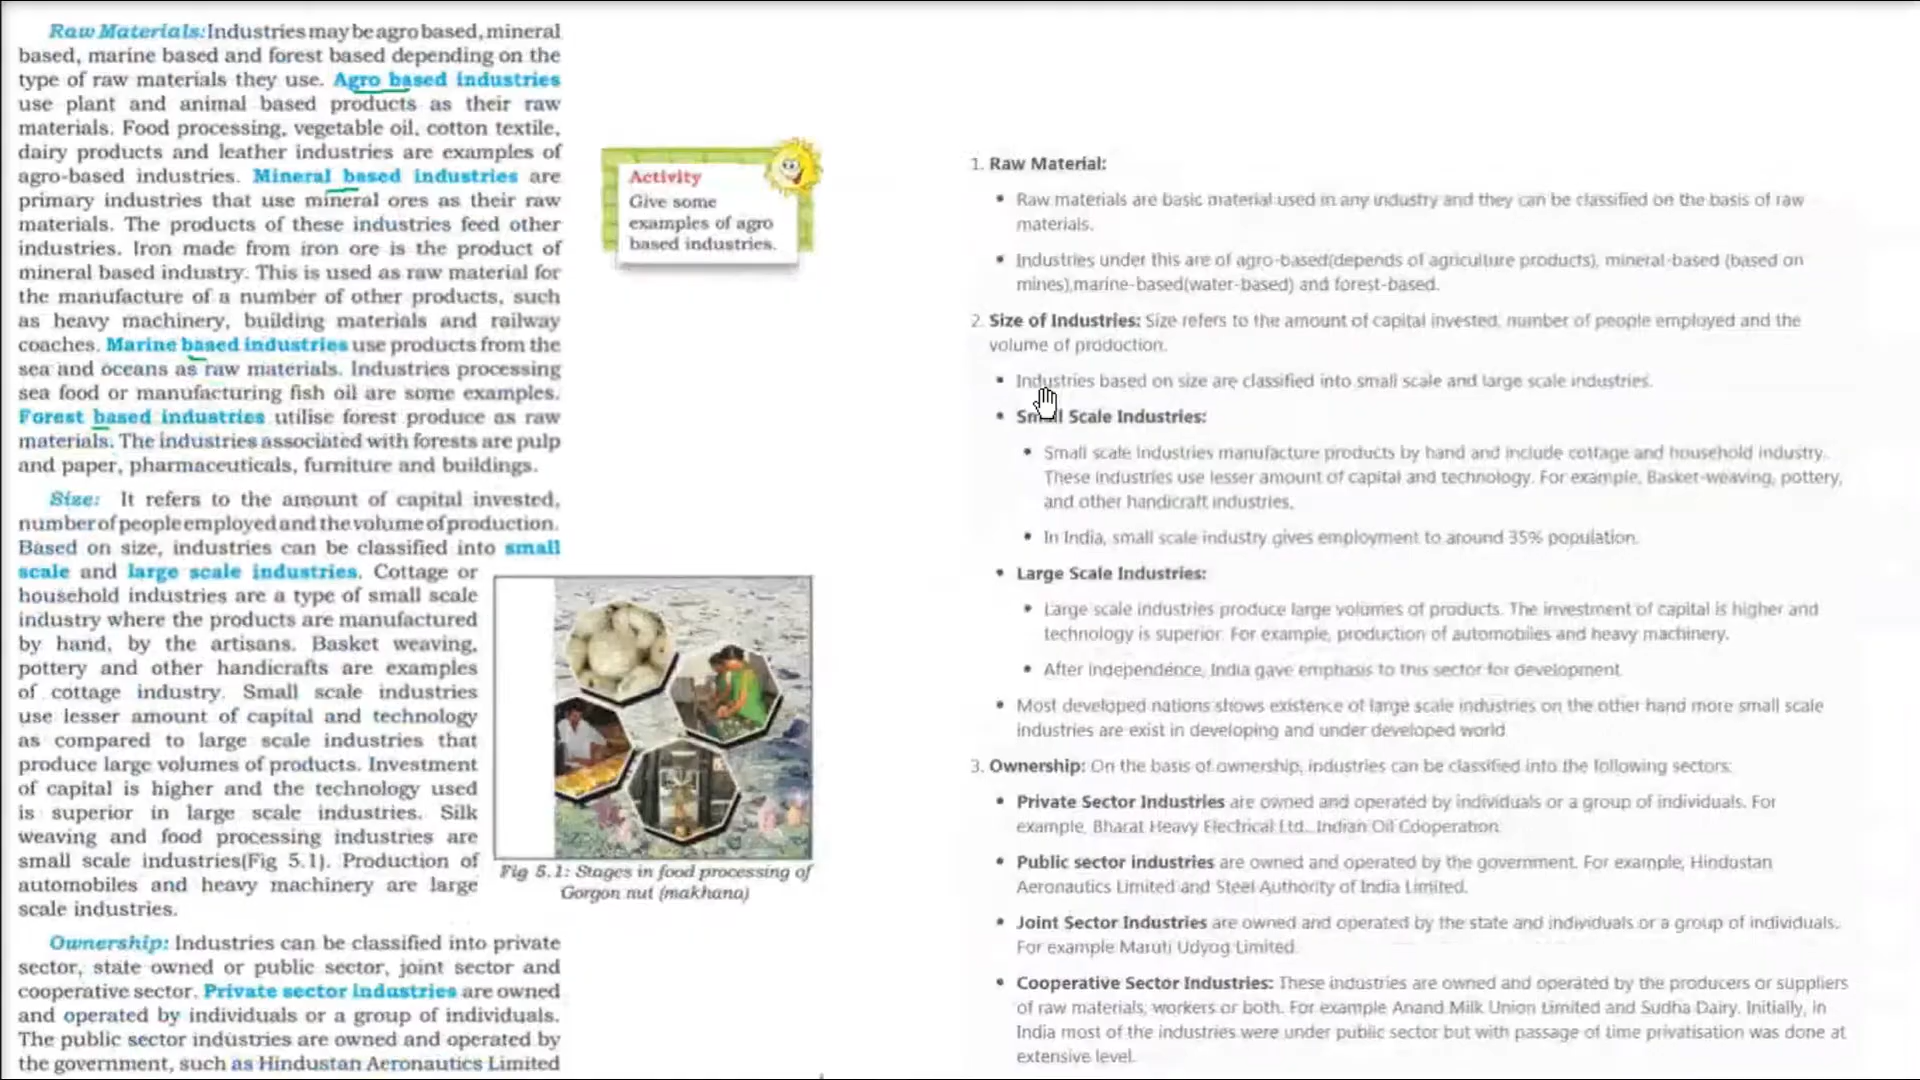 Raw Materials: Industries may be agro based, mineral
based, marine based and forest based depending on the
type of raw materials they use. Agro based industries
use plant and animal based products as their raw
materials. Food processing, vegetable oil, cotton textile,
dairy products and leather industries are examples of
agro-based industries. Mineral based industries are
primary industries that use mineral ores as their raw
materials. The products of these industries feed other
industries. Iron made from iron ore is the product of
mineral based industry. This is used as raw material for
the manufacture of a number of other products, such
as heavy machinery, building materials and railway
coaches. Marine based industries use products from the
sea and oceans as raw materials. Industries processing
sea food or manufacturing fish oil are some examples.
Forest based industries utilise forest produce as raw
materials. The industries associated with forests are pulp
and paper, pharmaceuticals, furniture and buildings.
Size: It refers to the amount of capital invested,
number of people employed and the volume of production.
Based on size, industries can be classified into small
scale and large scale industries. Cottage or
household industries are a type of small scale
industry where the products are manufactured
by hand, by the artisans. Basket weaving,
pottery and other handicrafts are examples
of cottage industry. Small scale industries
use lesser amount of capital and technology
as compared to large scale industries that
produce large volumes of products. Investment
of capital is higher and the technology used
is superior in large scale industries. Silk
weaving and food processing industries are
small scale industries(Fig 5.1). Production of
automobiles and heavy machinery are large
scale industries.
Ownership: Industries can be classified into private
sector, state owned or public sector, joint sector and
cooperative sector. Private sector industries are owned
and operated by individuals or a group of individuals.
The public sector industries are owned and operated by
the government, such as Hindustan Aeronautics Limited
Activity
Give some
examples of agro
based industries.
Fig 5.1: Stages in food processing of
Gorgon nut (makhana)
1. Raw Material:
▪ Raw materials are basic material used in any industry and they can be classified on the basis of raw
materials.
▪ Industries under this are of agro-based(depends of agriculture products), mineral-based (based on
mines),marine-based(water-based) and forest-based.
2. Size of Industries: Size refers to the amount of capital invested, number of people employed and the
volume of production.
▪ Industries based on size are classified into small scale and large scale industries.
▪ Small Scale Industries:
▪ Small scale industries manufacture products by hand and include cottage and household industry.
These industries use lesser amount of capital and technology. For example, Basket-weaving, pottery,
and other handicraft industries.
▪ In India, small scale industry gives employment to around 35% population.
▪ Large Scale Industries:
▪ Large scale industries produce large volumes of products. The investment of capital is higher and
technology is superior. For example, production of automobiles and heavy machinery.
▪ After independence, India gave emphasis to this sector for development.
▪ Most developed nations shows existence of large scale industries on the other hand more small scale
industries are exist in developing and under developed world.
3. Ownership: On the basis of ownership, industries can be classified into the following sectors:
▪ Private Sector Industries are owned and operated by individuals or a group of individuals. For
example, Bharat Heavy Electrical Ltd., Indian Oil Cooperation.
▪ Public sector industries are owned and operated by the government. For example, Hindustan
Aeronautics Limited and Steel Authority of India Limited.
▪ Joint Sector Industries are owned and operated by the state and individuals or a group of individuals.
For example Maruti Udyog Limited.
▪ Cooperative Sector Industries: These industries are owned and operated by the producers or suppliers
of raw materials, workers or both. For example Anand Milk Union Limited and Sudha Dairy. Initially, in
India most of the industries were under public sector but with passage of time privatisation was done at
extensive level.